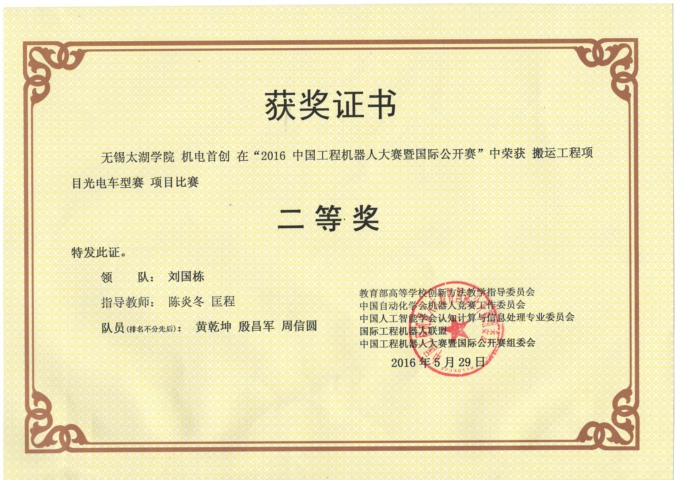 获奖证书
无锡太湖学院 机电首创 在“2016 中国工程机器人大赛暨国际公开赛”中荣获 搬运工程项
目光电车型赛 项目比赛
二等奖
特发此证。
领 队： 刘国栋
指导教师： 陈炎冬 匡程
队员(排名不分先后)： 黄乾坤 殷昌军 周信圆
教育部高等学校创新方法教学指导委员会
中国自动化学会机器人竞赛工作委员会
中国人工智能学会认知计算与信息处理专业委员会
国际工程机器人联盟
中国工程机器人大赛暨国际公开赛组委会
2016 年 5 月 29 日